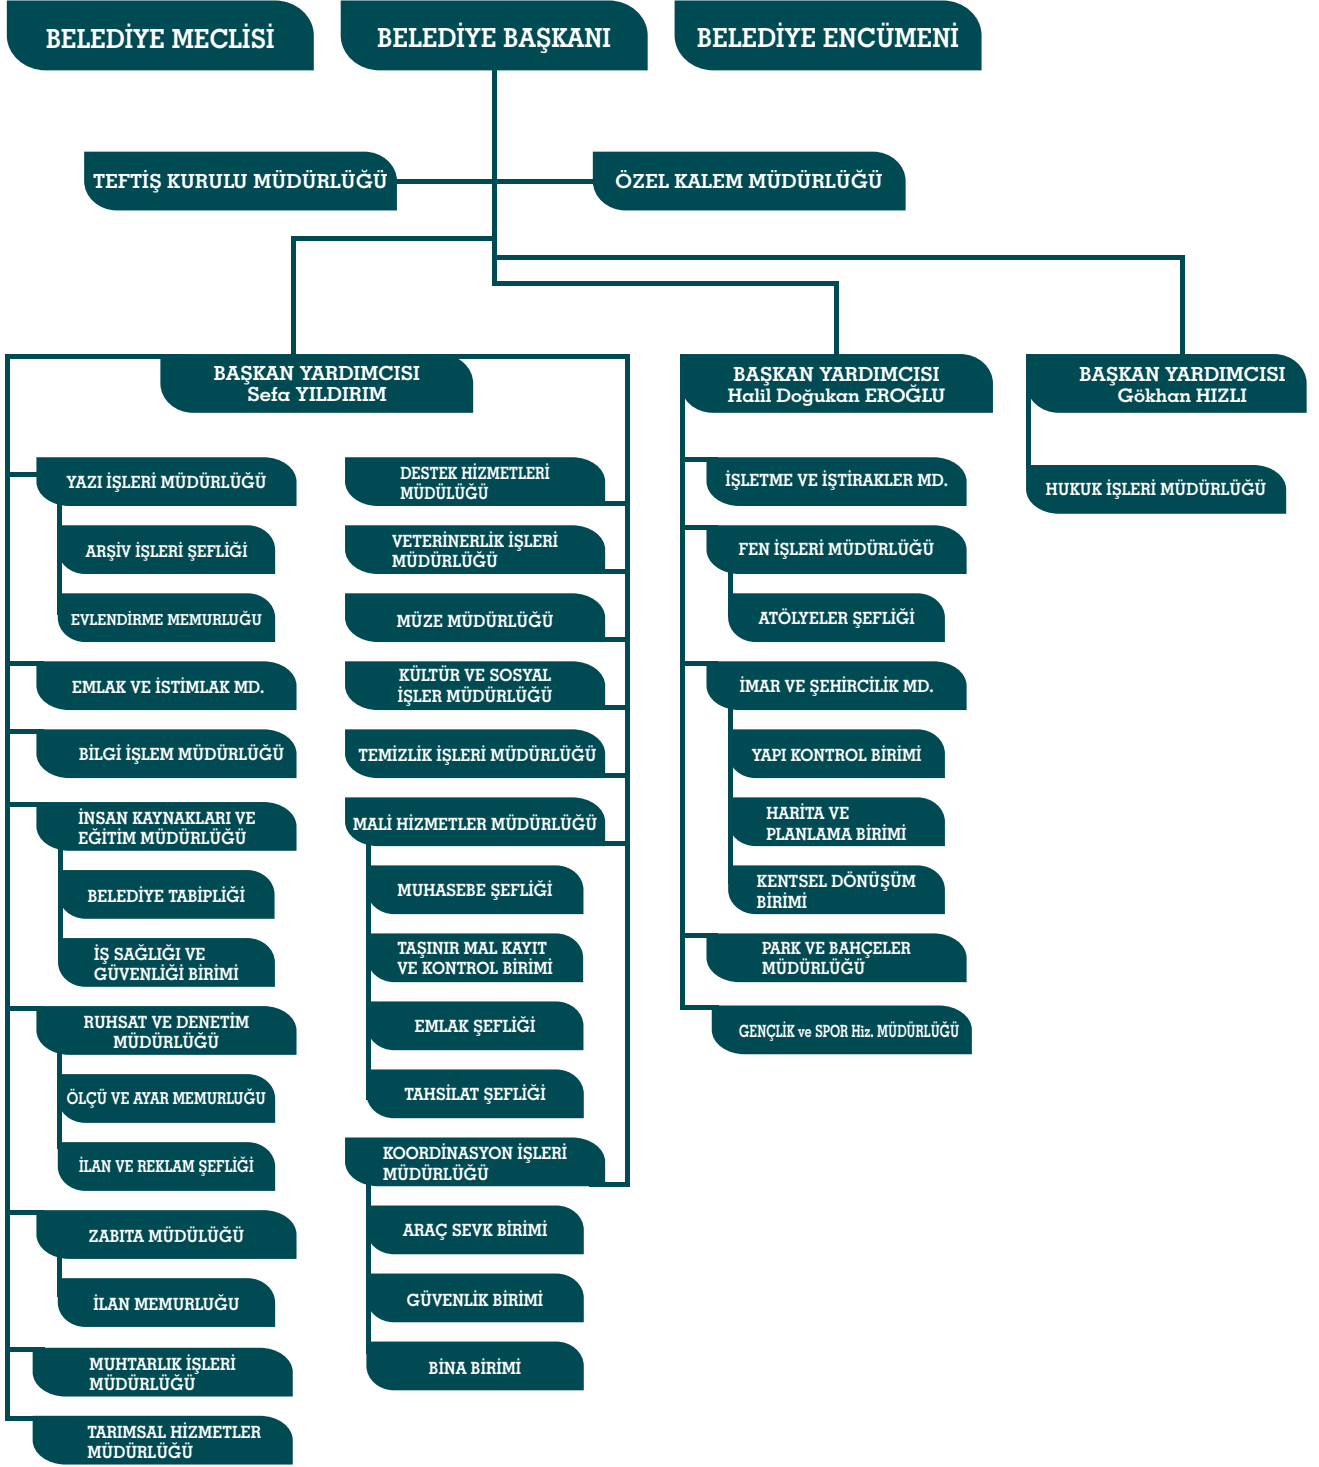 BELEDİYE MECLİSİ
BELEDİYE BAŞKANI
BELEDİYE ENCÜMENİ
TEFTİŞ KURULU MÜDÜRLÜĞÜ
ÖZEL KALEM MÜDÜRLÜĞÜ
BAŞKAN YARDIMCISI
Sefa YILDIRIM
BAŞKAN YARDIMCISI
Halil Doğukan EROĞLU
BAŞKAN YARDIMCISI
Gökhan HIZLI
YAZI İŞLERİ MÜDÜRLÜĞÜ
ARŞİV İŞLERİ ŞEFLİĞİ
EVLENDİRME MEMURLUĞU
EMLAK VE İSTİMLAK MD.
BİLGİ İŞLEM MÜDÜRLÜĞÜ
İNSAN KAYNAKLARI VE
EĞİTİM MÜDÜRLÜĞÜ
BELEDİYE TABİPLİĞİ
İŞ SAĞLIĞI VE
GÜVENLİĞİ BİRİMİ
RUHSAT VE DENETİM
MÜDÜRLÜĞÜ
ÖLÇÜ VE AYAR MEMURLUĞU
İLAN VE REKLAM ŞEFLİĞİ
ZABITA MÜDÜLÜĞÜ
İLAN MEMURLUĞU
MUHTARLIK İŞLERİ
MÜDÜRLÜĞÜ
TARIMSAL HİZMETLER
MÜDÜRLÜĞÜ
DESTEK HİZMETLERİ
MÜDÜLÜĞÜ
VETERİNERLİK İŞLERİ
MÜDÜRLÜĞÜ
MÜZE MÜDÜRLÜĞÜ
KÜLTÜR VE SOSYAL
İŞLER MÜDÜRLÜĞÜ
TEMİZLİK İŞLERİ MÜDÜRLÜĞÜ
MALİ HİZMETLER MÜDÜRLÜĞÜ
MUHASEBE ŞEFLİĞİ
TAŞINIR MAL KAYIT
VE KONTROL BİRİMİ
EMLAK ŞEFLİĞİ
TAHSİLAT ŞEFLİĞİ
KOORDİNASYON İŞLERİ
MÜDÜRLÜĞÜ
ARAÇ SEVK BİRİMİ
GÜVENLİK BİRİMİ
BİNA BİRİMİ
İŞLETME VE İŞTİRAKLER MD.
FEN İŞLERİ MÜDÜRLÜĞÜ
ATÖLYELER ŞEFLİĞİ
İMAR VE ŞEHİRCİLİK MD.
YAPI KONTROL BİRİMİ
HARİTA VE
PLANLAMA BİRİMİ
KENTSEL DÖNÜŞÜM
BİRİMİ
PARK VE BAHÇELER
MÜDÜRLÜĞÜ
GENÇLİK ve SPOR Hiz. MÜDÜRLÜĞÜ
HUKUK İŞLERİ MÜDÜRLÜĞÜ